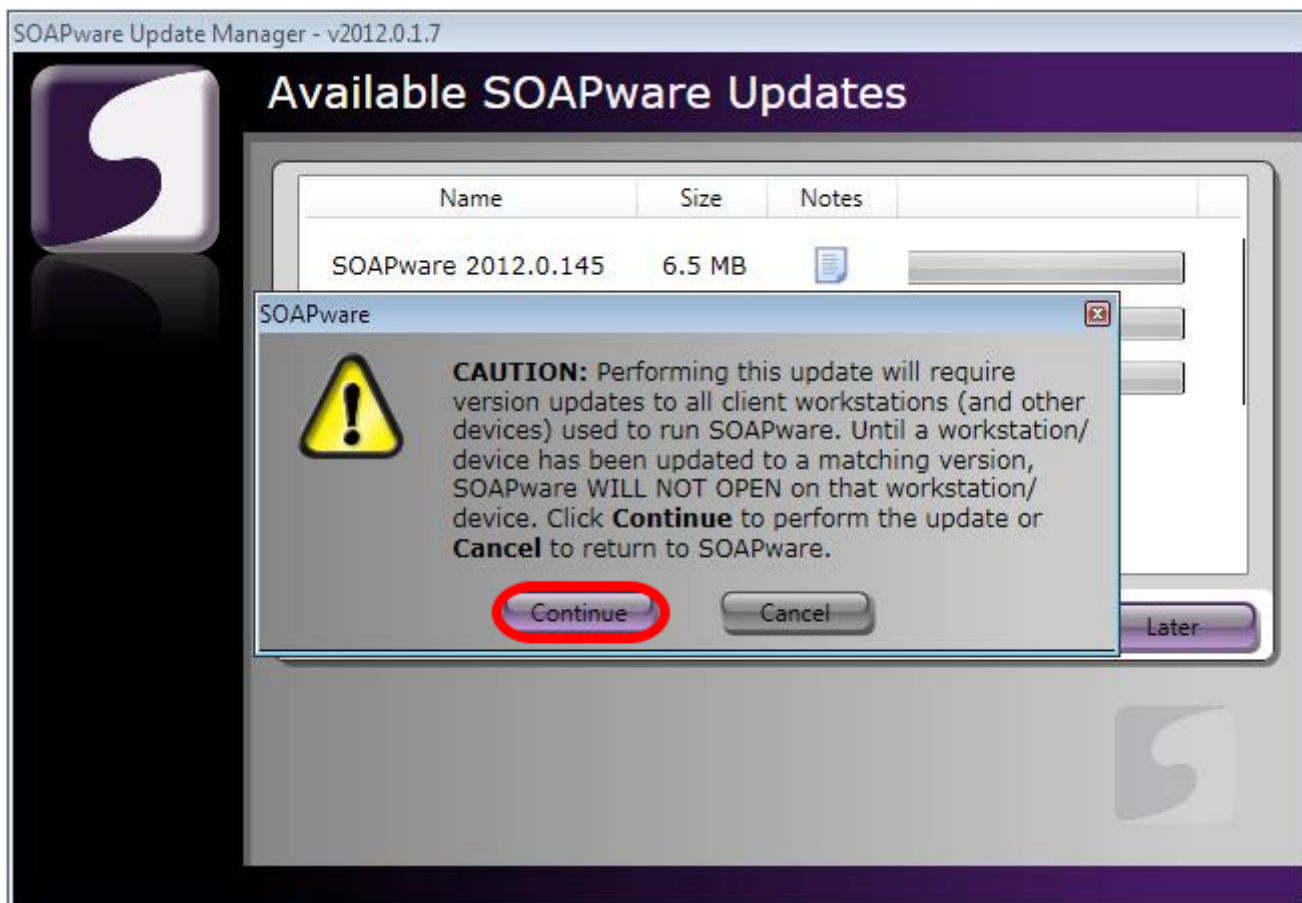 SOAPware Update Manager - v2012.0.1.7
Available SOAPware Updates
Name Size Notes
SOAPware 2012.0.145 6.5 MB
SOAPware
CAUTION: Performing this update will require
version updates to all client workstations (and other
devices) used to run SOAPware. Until a workstation/
device has been updated to a matching version,
SOAPware WILL NOT OPEN on that workstation/
device. Click Continue to perform the update or
Cancel to return to SOAPware.
Continue Cancel
Later